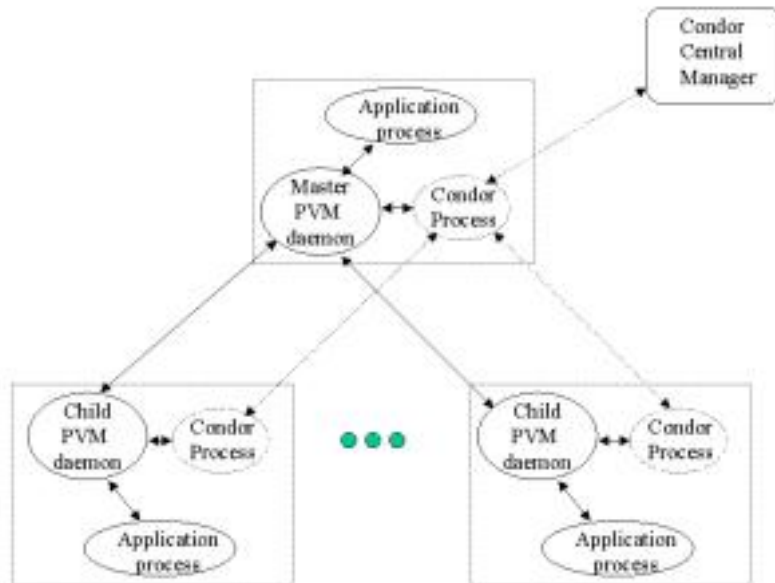 Condor
Central
Manager
Application
process
Master
PVM
daemon
Condor
Process
Child
PVM
daemon
Condor
Process
Application
process
Child
PVM
daemon
Condor
Process
Application
process